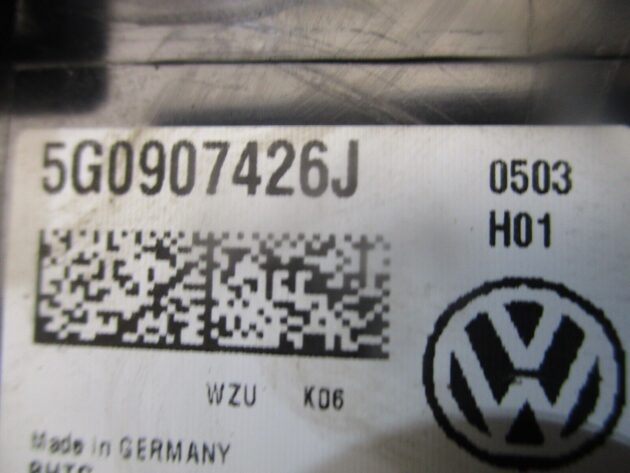 5G0907426J
0503
H01
WZU K06
Made in GERMANY